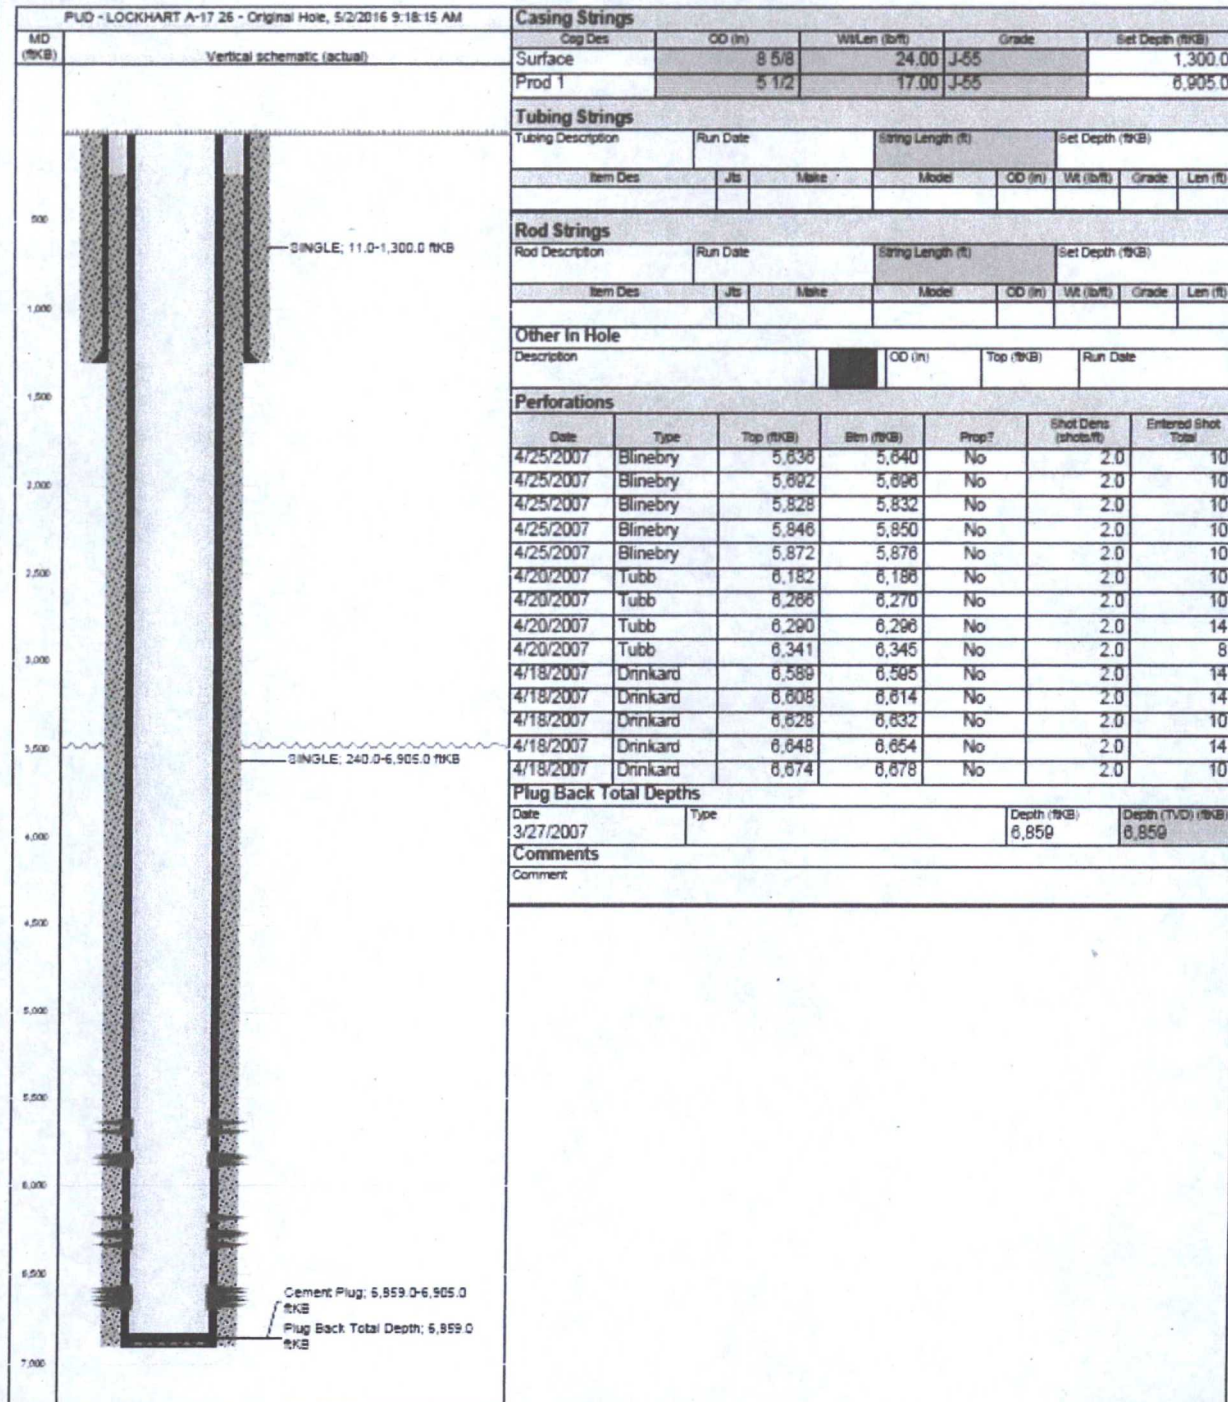 PUD - LOCKHART A-17 26 - Original Hole, 5/2/2016 9:18:15 AM
MD (ftKB)
Vertical schematic (actual)
500
1,000
1,500
2,000
2,500
3,000
3,500
4,000
4,500
5,000
5,500
6,000
6,500
7,000
SINGLE; 11.0-1,300.0 ftKB
SINGLE; 240.0-6,905.0 ftKB
Cement Plug; 6,859.0-6,905.0
ftKB
Plug Back Total Depth; 6,859.0
ftKB
Casing Strings
Csg Des OD (in) Wt/Len (lb/ft) Grade Set Depth (ftKB)
Surface 8 5/8 24.00 J-55 1,300.0
Prod 1 5 1/2 17.00 J-55 6,905.0
Tubing Strings
Tubing Description Run Date String Length (ft) Set Depth (ftKB)
Item Des Jts Make Model OD (in) Wt (lb/ft) Grade Len (ft)
Rod Strings
Rod Description Run Date String Length (ft) Set Depth (ftKB)
Item Des Jts Make Model OD (in) Wt (lb/ft) Grade Len (ft)
Other In Hole
Description OD (in) Top (ftKB) Run Date
Perforations
Date Type Top (ftKB) Btm (ftKB) Prop? Shot Dens (shots/ft) Entered Shot Total
4/25/2007 Blinebry 5,636 5,640 No 2.0 10
4/25/2007 Blinebry 5,692 5,696 No 2.0 10
4/25/2007 Blinebry 5,828 5,832 No 2.0 10
4/25/2007 Blinebry 5,846 5,850 No 2.0 10
4/25/2007 Blinebry 5,872 5,876 No 2.0 10
4/20/2007 Tubb 6,182 6,186 No 2.0 10
4/20/2007 Tubb 6,266 6,270 No 2.0 10
4/20/2007 Tubb 6,290 6,296 No 2.0 14
4/20/2007 Tubb 6,341 6,345 No 2.0 8
4/18/2007 Drinkard 6,589 6,595 No 2.0 14
4/18/2007 Drinkard 6,608 6,614 No 2.0 14
4/18/2007 Drinkard 6,628 6,632 No 2.0 10
4/18/2007 Drinkard 6,648 6,654 No 2.0 14
4/18/2007 Drinkard 6,674 6,678 No 2.0 10
Plug Back Total Depths
Date Type Depth (ftKB) Depth (TVD) (ftKB)
3/27/2007 6,859 6,859
Comments
Comment